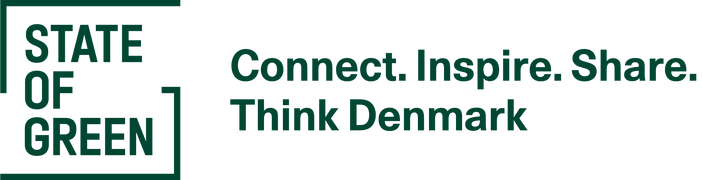 STATE
OF
GREEN
Connect. Inspire. Share.
Think Denmark